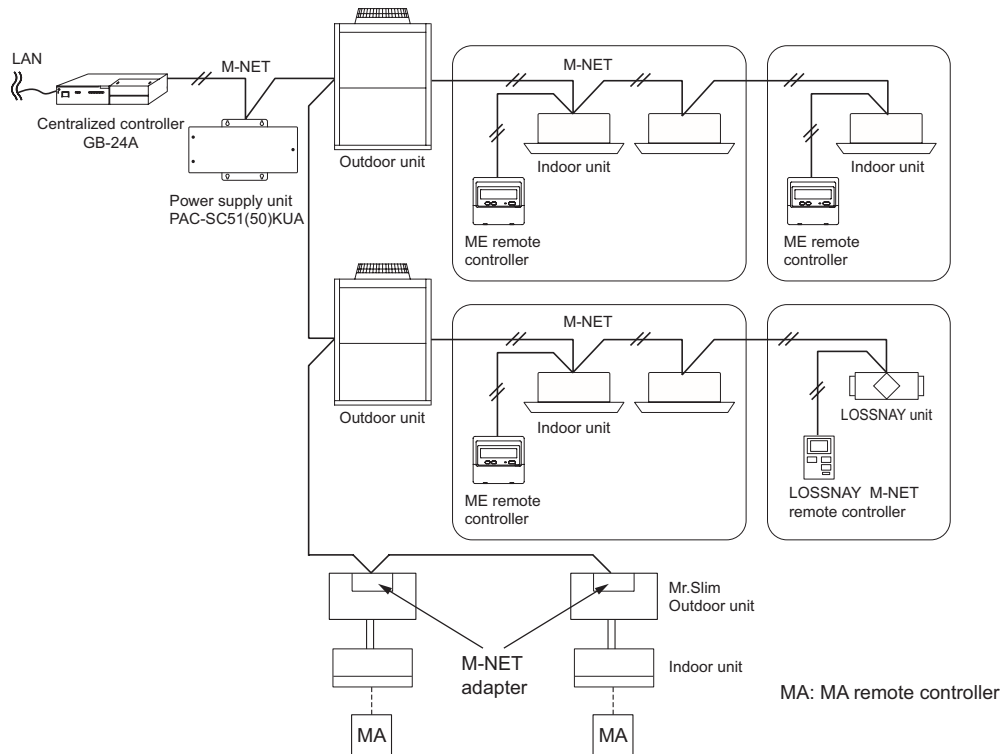 LAN
M-NET
Centralized controller
GB-24A
Power supply unit
PAC-SC51(50)KUA
Outdoor unit
M-NET
Indoor unit
ME remote
controller
Indoor unit
ME remote
controller
Outdoor unit
M-NET
Indoor unit
ME remote
controller
LOSSNAY unit
LOSSNAY M-NET
remote controller
Mr.Slim
Outdoor unit
M-NET
adapter
Indoor unit
MA
MA
MA: MA remote controller